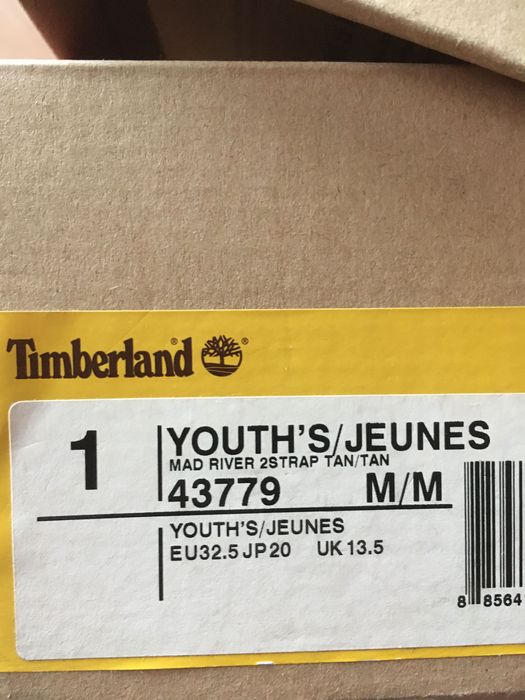 Timberland® ®
1
YOUTH'S/JEUNES
MAD RIVER 2STRAP TAN/TAN
43779 M/M
YOUTH'S/JEUNES
EU32.5 JP20 UK 13.5
8 8564